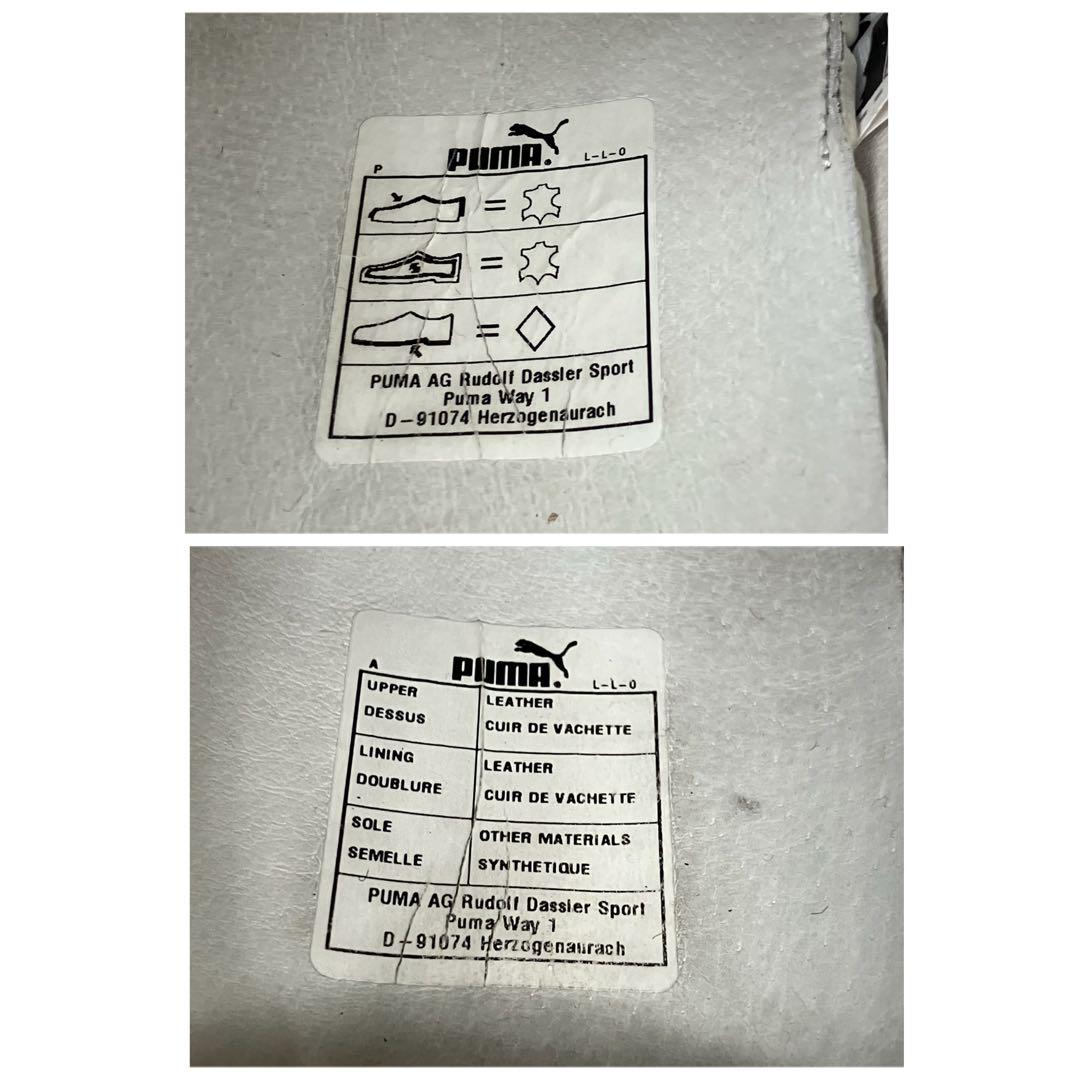 PUMA.
P
L-L-O
=
=
=
PUMA AG Rudolf Dassler Sport
Puma Way 1
D-91074 Herzogenaurach
PUMA.
A
L-L-O
UPPER
LEATHER
DESSUS
CUIR DE VACHETTE
LINING
LEATHER
DOUBLURE
CUIR DE VACHETTE
SOLE
OTHER MATERIALS
SEMELLE
SYNTHETIQUE
PUMA AG Rudolf Dassler Sport
Puma Way 1
D-91074 Herzogenaurach